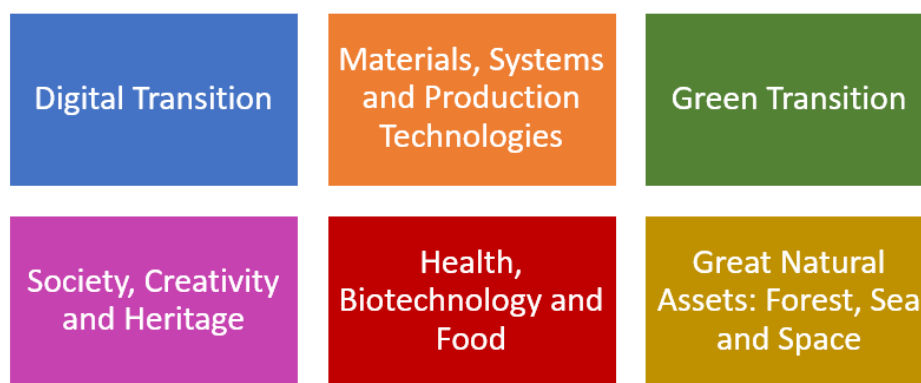 Digital Transition
Materials, Systems
and Production
Technologies
Green Transition
Society, Creativity
and Heritage
Health,
Biotechnology and
Food
Great Natural
Assets: Forest, Sea
and Space